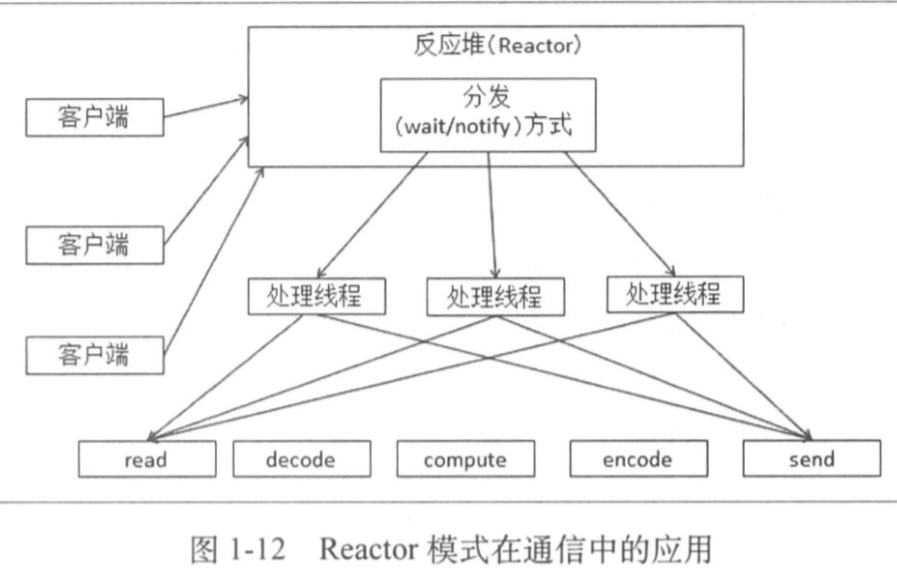 反应堆(Reactor)
分发
(wait/notify)方式
客户端
客户端
客户端
处理线程
处理线程
处理线程
read
decode
compute
encode
send
图 1-12 Reactor 模式在通信中的应用